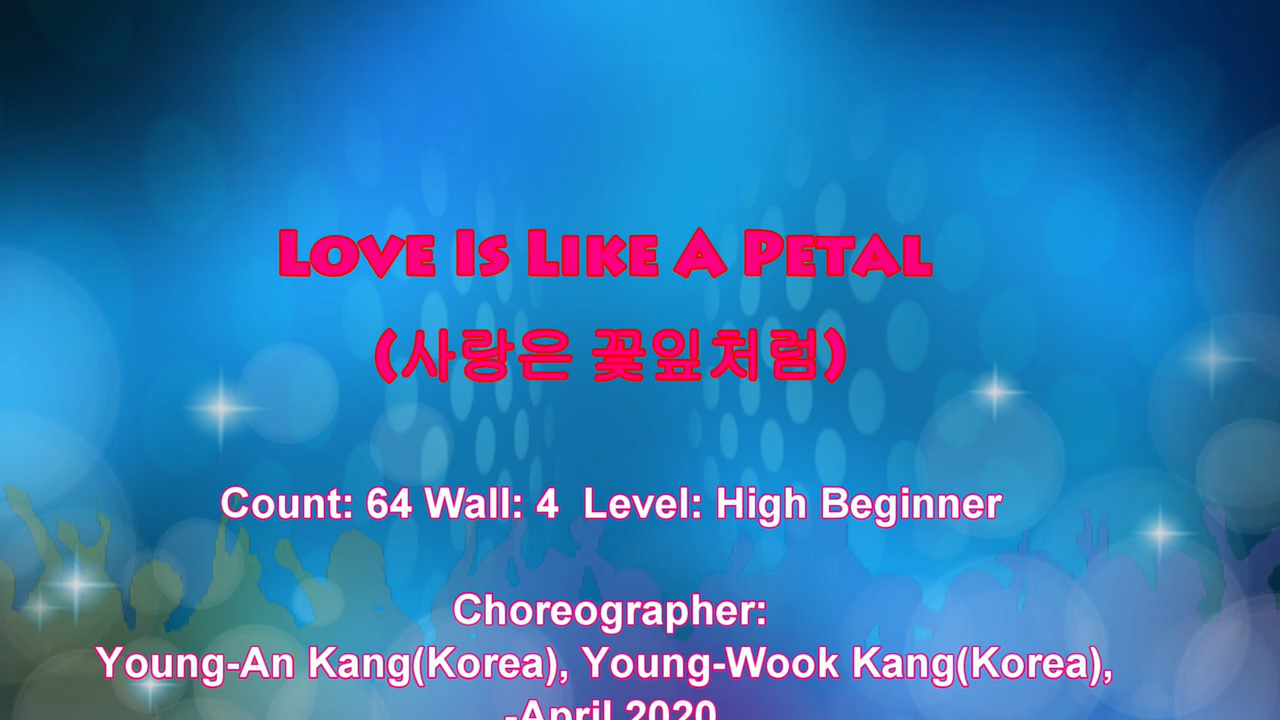 Love Is Like A Petal
(사랑은 꽃잎처럼)
Count: 64 Wall: 4  Level: High Beginner
Choreographer:
Young-An Kang(Korea), Young-Wook Kang(Korea),
-April 2020